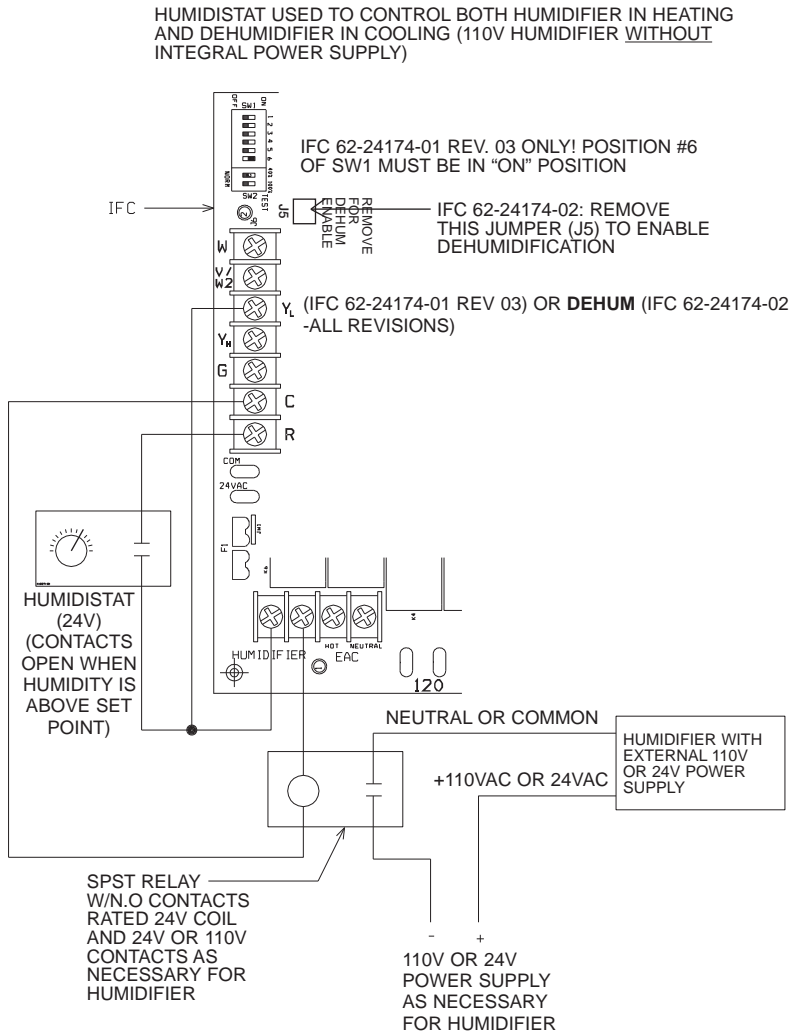 HUMIDISTAT USED TO CONTROL BOTH HUMIDIFIER IN HEATING
AND DEHUMIDIFIER IN COOLING (110V HUMIDIFIER WITHOUT
INTEGRAL POWER SUPPLY)
OFF
ON
SW1
1
2
3
4
5
6
IFC 62-24174-01 REV. 03 ONLY! POSITION #6
OF SW1 MUST BE IN “ON” POSITION
NORM
SW2
TEST
IFC
J5
REMOVE
FOR
DEHUM
ENABLE
IFC 62-24174-02: REMOVE
THIS JUMPER (J5) TO ENABLE
DEHUMIDIFICATION
W
V/
W2
YL (IFC 62-24174-01 REV 03) OR DEHUM (IFC 62-24174-02
-ALL REVISIONS)
YH
G
C
R
COM
24VAC
F1
HUMIDISTAT
(24V)
(CONTACTS
OPEN WHEN
HUMIDITY IS
ABOVE SET
POINT)
K4
HOT NEUTRAL
HUMIDIFIER EAC
120
NEUTRAL OR COMMON
+110VAC OR 24VAC
HUMIDIFIER WITH
EXTERNAL 110V
OR 24V POWER
SUPPLY
SPST RELAY
W/N.O CONTACTS
RATED 24V COIL
AND 24V OR 110V
CONTACTS AS
NECESSARY FOR
HUMIDIFIER
- +
110V OR 24V
POWER SUPPLY
AS NECESSARY
FOR HUMIDIFIER